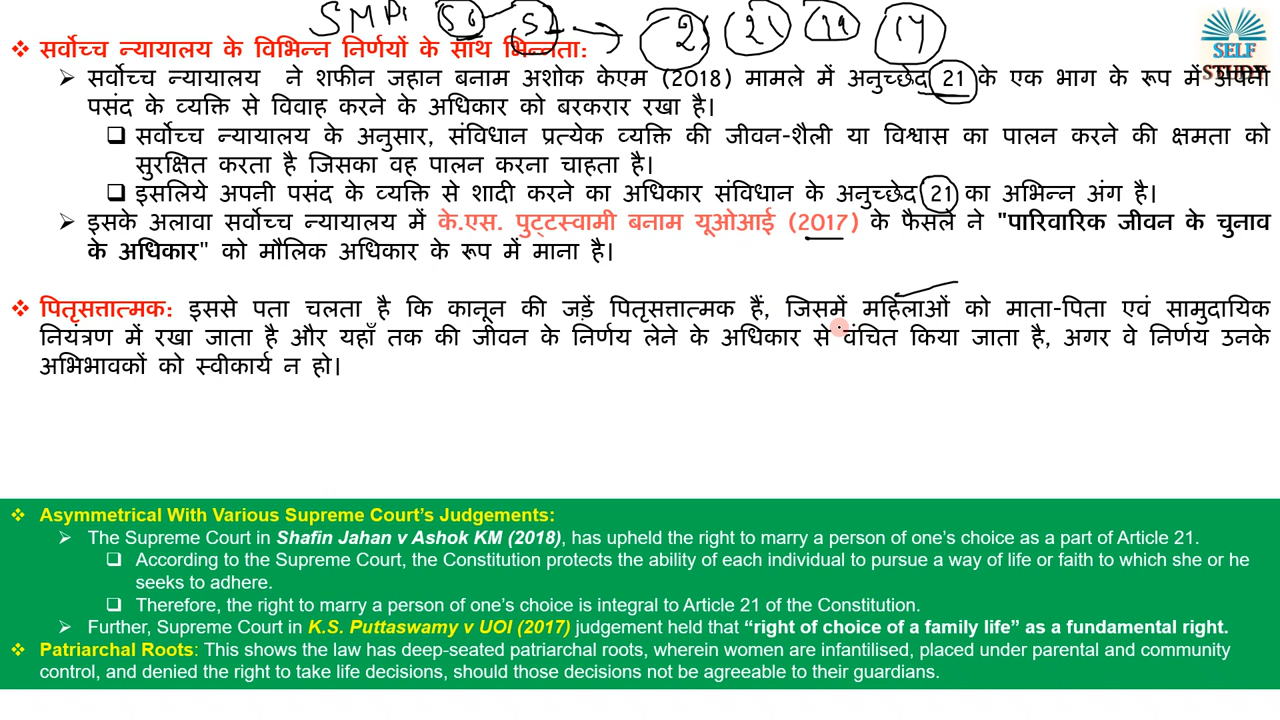 SMPI 50 52 → 2 21 19 14
SELF
STUDY
❖ सर्वोच्च न्यायालय के विभिन्न निर्णयों के साथ भिन्नता:
➢ सर्वोच्च न्यायालय ने शफीन जहान बनाम अशोक केएम (2018) मामले में अनुच्छेद 21 के एक भाग के रूप में अपनी
पसंद के व्यक्ति से विवाह करने के अधिकार को बरकरार रखा है।
❑ सर्वोच्च न्यायालय के अनुसार, संविधान प्रत्येक व्यक्ति की जीवन-शैली या विश्वास का पालन करने की क्षमता को
सुरक्षित करता है जिसका वह पालन करना चाहता है।
❑ इसलिये अपनी पसंद के व्यक्ति से शादी करने का अधिकार संविधान के अनुच्छेद 21 का अभिन्न अंग है।
➢ इसके अलावा सर्वोच्च न्यायालय में के.एस. पुट्टस्वामी बनाम यूओआई (2017) के फैसले ने "पारिवारिक जीवन के चुनाव
के अधिकार" को मौलिक अधिकार के रूप में माना है।
❖ पितृसत्तात्मक: इससे पता चलता है कि कानून की जड़ें पितृसत्तात्मक हैं, जिसमें महिलाओं को माता-पिता एवं सामुदायिक
नियंत्रण में रखा जाता है और यहाँ तक की जीवन के निर्णय लेने के अधिकार से वंचित किया जाता है, अगर वे निर्णय उनके
अभिभावकों को स्वीकार्य न हो।
❖ Asymmetrical With Various Supreme Court's Judgements:
➢ The Supreme Court in Shafin Jahan v Ashok KM (2018), has upheld the right to marry a person of one's choice as a part of Article 21.
❑ According to the Supreme Court, the Constitution protects the ability of each individual to pursue a way of life or faith to which she or he
seeks to adhere.
❑ Therefore, the right to marry a person of one's choice is integral to Article 21 of the Constitution.
➢ Further, Supreme Court in K.S. Puttaswamy v UOI (2017) judgement held that “right of choice of a family life” as a fundamental right.
❖ Patriarchal Roots: This shows the law has deep-seated patriarchal roots, wherein women are infantilised, placed under parental and community
control, and denied the right to take life decisions, should those decisions not be agreeable to their guardians.